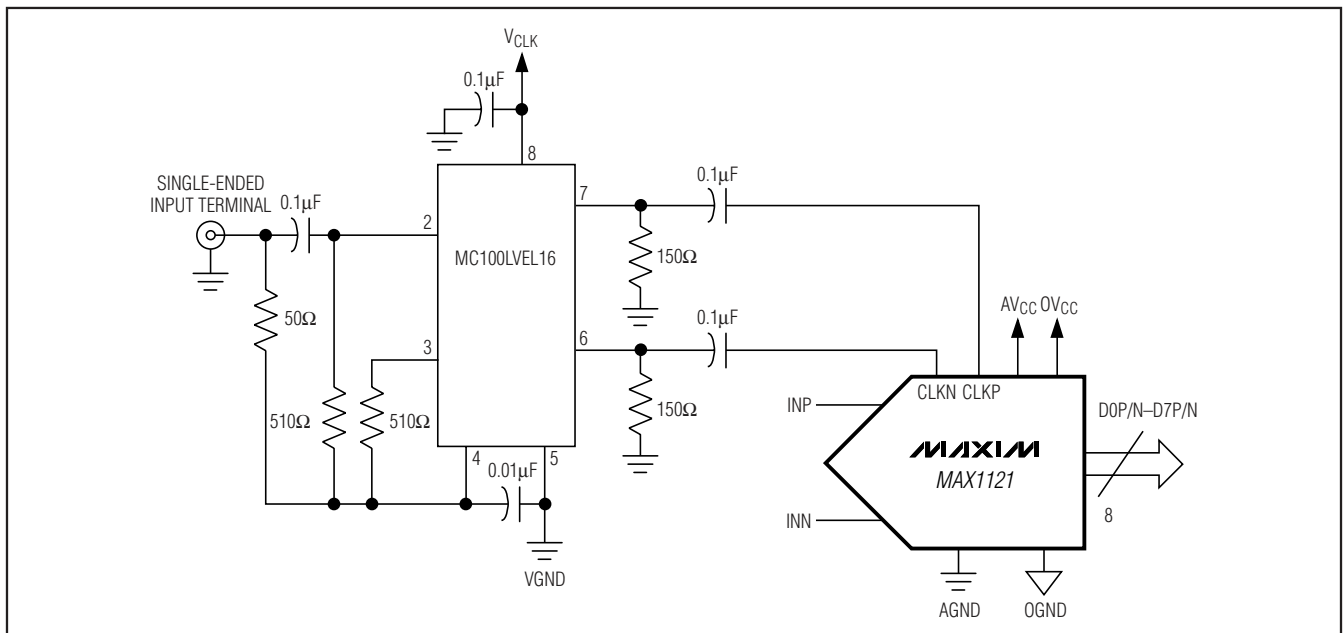 VCLK
0.1µF
8
SINGLE-ENDED
INPUT TERMINAL
0.1µF
2
7
0.1µF
MC100LVEL16
150Ω
50Ω
3
6
0.1µF
AVCC OVCC
510Ω
510Ω
150Ω
CLKN CLKP
INP
D0P/N–D7P/N
MAXIM
MAX1121
4
0.01µF
5
8
INN
VGND
AGND
OGND